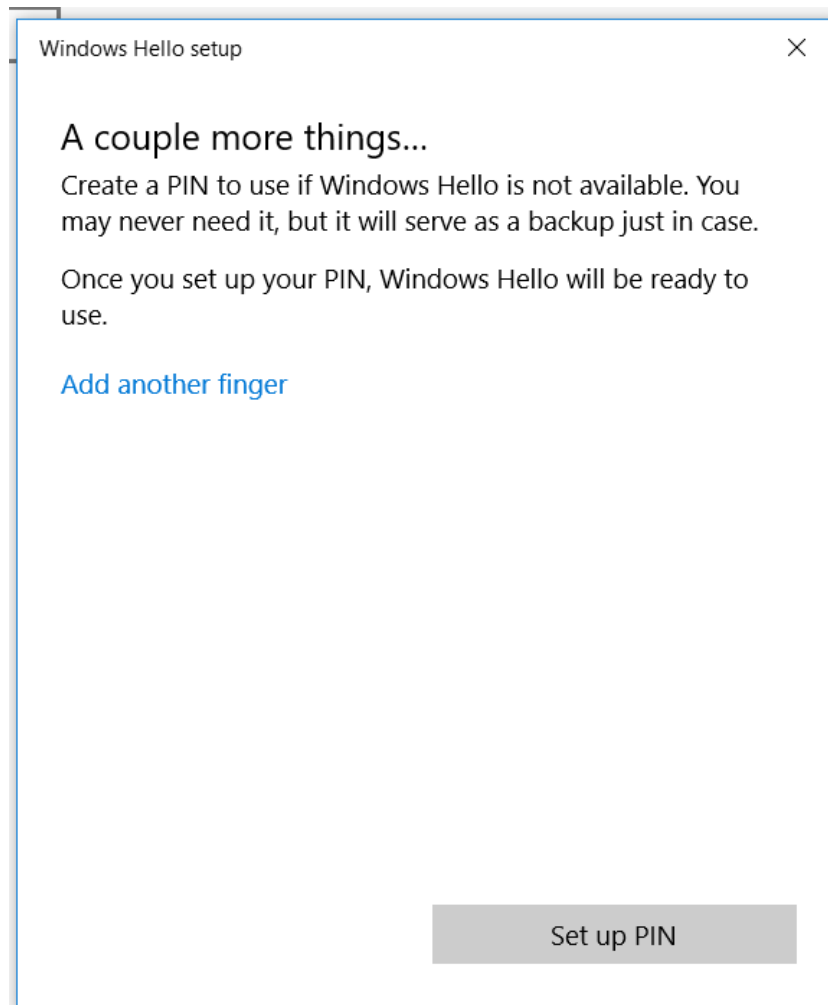 Windows Hello setup
A couple more things...
Create a PIN to use if Windows Hello is not available. You
may never need it, but it will serve as a backup just in case.
Once you set up your PIN, Windows Hello will be ready to
use.
Add another finger
Set up PIN